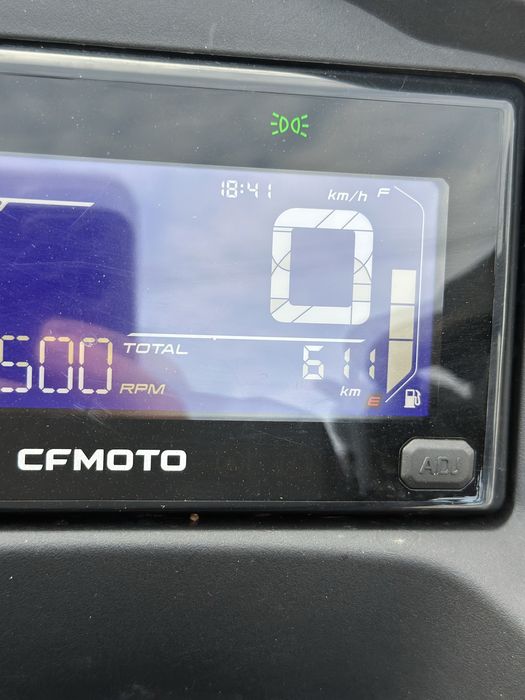 18:41 km/h F
0
TOTAL 611
500 RPM km E
CFMOTO
ADJ